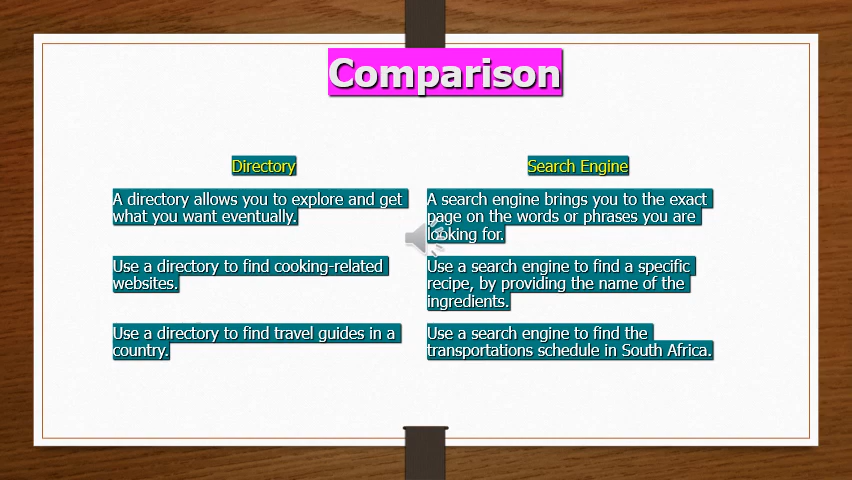 Comparison
Directory
Search Engine
A directory allows you to explore and get
what you want eventually.
A search engine brings you to the exact
page on the words or phrases you are
looking for.
Use a directory to find cooking-related
websites.
Use a search engine to find a specific
recipe, by providing the name of the
ingredients.
Use a directory to find travel guides in a
country.
Use a search engine to find the
transportations schedule in South Africa.